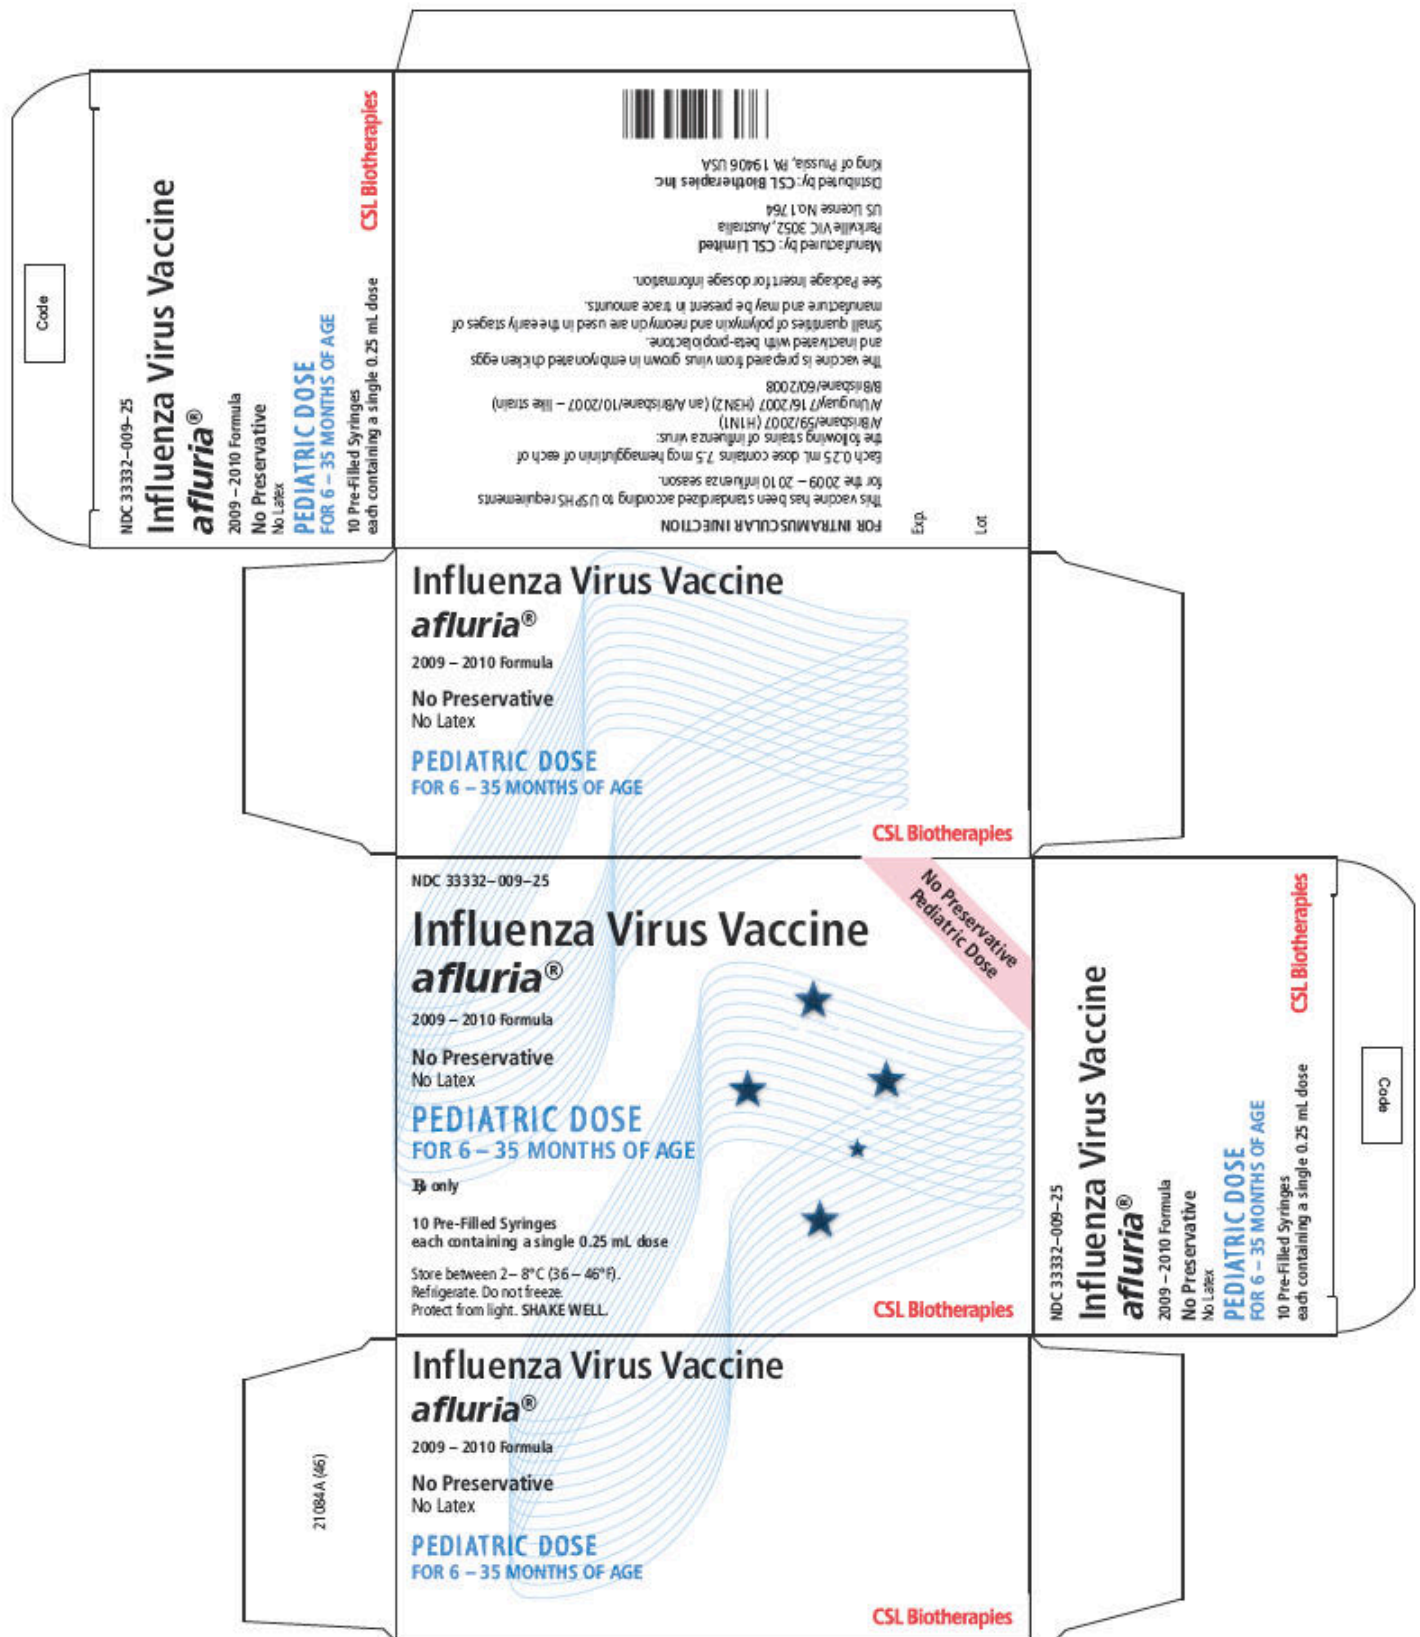 Code
NDC 33332–009–25
Influenza Virus Vaccine
afluria®
2009 – 2010 Formula
No Preservative
No Latex
PEDIATRIC DOSE
FOR 6 – 35 MONTHS OF AGE
10 Pre-Filled Syringes
each containing a single 0.25 mL dose
CSL Biotherapies
FOR INTRAMUSCULAR INJECTION
This vaccine has been standardized according to USPHS requirements
for the 2009 – 2010 influenza season.
Each 0.25 mL dose contains 7.5 mcg hemagglutinin of each of
the following strains of influenza virus:
A/Brisbane/59/2007 (H1N1)
A/Uruguay/716/2007 (H3N2) (an A/Brisbane/10/2007 – like strain)
B/Brisbane/60/2008
The vaccine is prepared from virus grown in embryonated chicken eggs
and inactivated with beta-propiolactone.
Small quantities of polymyxin and neomycin are used in the early stages of
manufacture and may be present in trace amounts.
See Package Insert for dosage information.
Manufactured by: CSL Limited
Parkville VIC 3052, Australia
US License No.1764
Distributed by: CSL Biotherapies Inc.
King of Prussia, PA 19406 USA
Exp.
Lot
Influenza Virus Vaccine
afluria®
2009 – 2010 Formula
No Preservative
No Latex
PEDIATRIC DOSE
FOR 6 – 35 MONTHS OF AGE
CSL Biotherapies
NDC 33332–009–25
No Preservative
Pediatric Dose
Influenza Virus Vaccine
afluria®
2009 – 2010 Formula
No Preservative
No Latex
PEDIATRIC DOSE
FOR 6 – 35 MONTHS OF AGE
℞ only
10 Pre-Filled Syringes
each containing a single 0.25 mL dose
Store between 2– 8°C (36 – 46°F).
Refrigerate. Do not freeze.
Protect from light. SHAKE WELL.
CSL Biotherapies
NDC 33332–009–25
Influenza Virus Vaccine
afluria®
2009 – 2010 Formula
No Preservative
No Latex
PEDIATRIC DOSE
FOR 6 – 35 MONTHS OF AGE
10 Pre-Filled Syringes
each containing a single 0.25 mL dose
CSL Biotherapies
Code
21084A (46)
Influenza Virus Vaccine
afluria®
2009 – 2010 Formula
No Preservative
No Latex
PEDIATRIC DOSE
FOR 6 – 35 MONTHS OF AGE
CSL Biotherapies